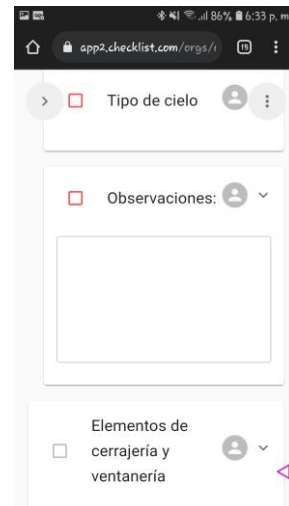 86% 6:33 p. m.
app2.checklist.com/orgs/
15
Tipo de cielo
Observaciones:
Elementos de
cerrajería y
ventanería